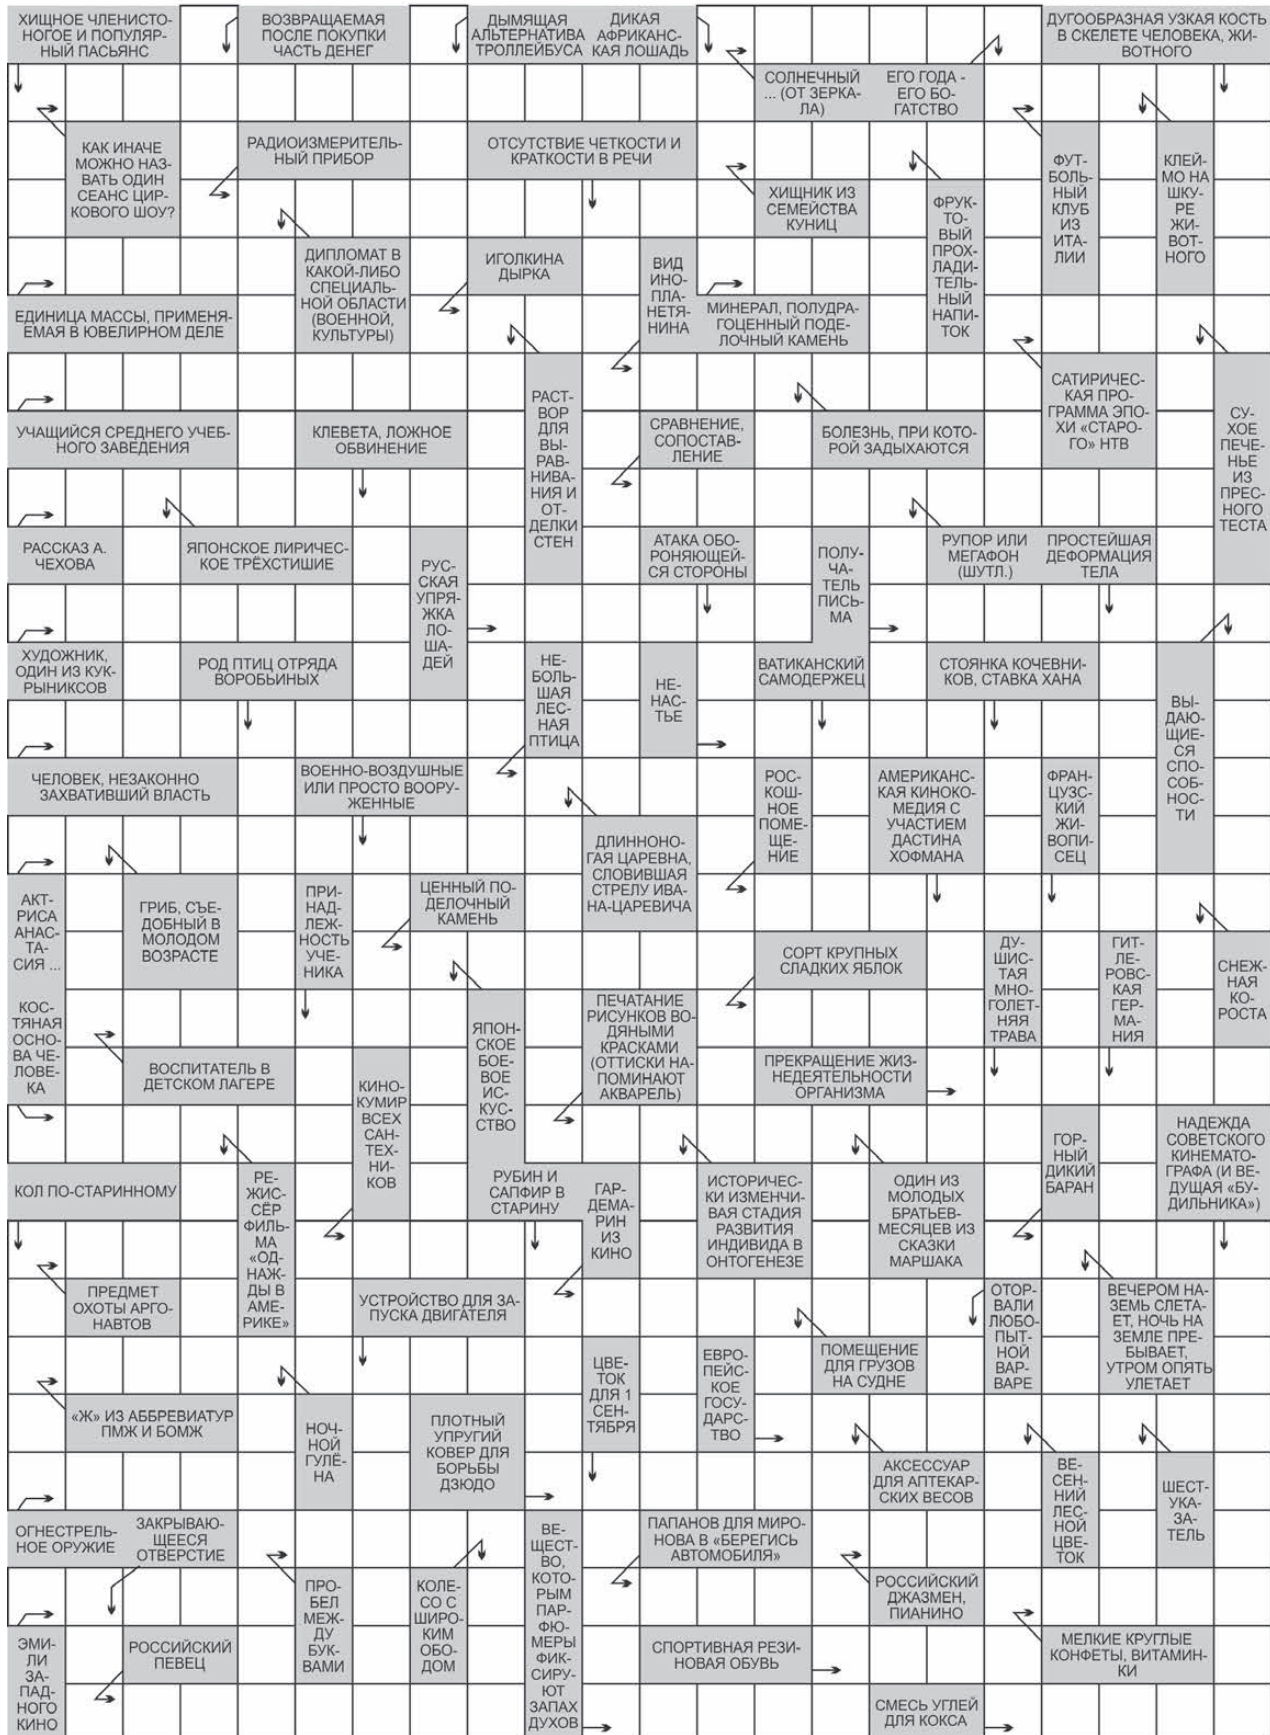 ХИЩНОЕ ЧЛЕНИСТО-
НОГОЕ И ПОПУЛЯР-
НЫЙ ПАСЬЯНС
ВОЗВРАЩАЕМАЯ
ПОСЛЕ ПОКУПКИ
ЧАСТЬ ДЕНЕГ
ДЫМЯЩАЯ
АЛЬТЕРНАТИВА
ТРОЛЛЕЙБУСА
ДИКАЯ
АФРИКАН-
СКАЯ ЛОШАДЬ
ДУГООБРАЗНАЯ УЗКАЯ КОСТЬ
В СКЕЛЕТЕ ЧЕЛОВЕКА, ЖИ-
ВОТНОГО
СОЛНЕЧНЫЙ
... (ОТ ЗЕРКА-
ЛА)
ЕГО ГОДА -
ЕГО БО-
ГАТСТВО
КАК ИНАЧЕ
МОЖНО НАЗ-
ВАТЬ ОДИН
СЕАНС ЦИР-
КОВОГО ШОУ?
РАДИОИЗМЕРИТЕЛЬ-
НЫЙ ПРИБОР
ОТСУТСТВИЕ ЧЕТКОСТИ И
КРАТКОСТИ В РЕЧИ
ФУТ-
БОЛЬ-
НЫЙ
КЛУБ
ИЗ
ИТА-
ЛИИ
КЛЕЙ-
МО НА
ШКУ-
РЕ
ЖИ-
ВОТ-
НОГО
ХИЩНИК ИЗ
СЕМЕЙСТВА
КУНИЦ
ФРУК-
ТО-
ВЫЙ
ПРОХ-
ЛАДИ-
ТЕЛЬ-
НЫЙ
НАПИ-
ТОК
ДИПЛОМАТ В
КАКОЙ-ЛИБО
СПЕЦИАЛЬ-
НОЙ ОБЛАСТИ
(ВОЕННОЙ,
КУЛЬТУРЫ)
ИГОЛКИНА
ДЫРКА
ВИД
ИНО-
ПЛА-
НЕТЯ-
НИНА
ЕДИНИЦА МАССЫ, ПРИМЕНЯ-
ЕМАЯ В ЮВЕЛИРНОМ ДЕЛЕ
МИНЕРАЛ, ПОЛУДРА-
ГОЦЕННЫЙ ПОДЕ-
ЛОЧНЫЙ КАМЕНЬ
РАСТ-
ВОР
ДЛЯ
ВЫ-
РАВ-
НИВА-
НИЯ И
ОТ-
ДЕЛКИ
СТЕН
САТИРИЧЕС-
КАЯ ПРО-
ГРАММА ЭПО-
ХИ «СТАРО-
ГО» НТВ
СУ-
ХОЕ
ПЕЧЕ-
НЬЕ
ИЗ
ПРЕС-
НОГО
ТЕСТА
УЧАЩИЙСЯ СРЕДНЕГО УЧЕБ-
НОГО ЗАВЕДЕНИЯ
КЛЕВЕТА, ЛОЖНОЕ
ОБВИНЕНИЕ
СРАВНЕНИЕ,
СОПОСТАВ-
ЛЕНИЕ
БОЛЕЗНЬ, ПРИ КОТО-
РОЙ ЗАДЫХАЮТСЯ
РАССКАЗ А.
ЧЕХОВА
ЯПОНСКОЕ ЛИРИЧЕС-
КОЕ ТРЁХСТИШИЕ
РУС-
СКАЯ
УПРЯ-
ЖКА
ЛО-
ША-
ДЕЙ
АТАКА ОБО-
РОНЯЮЩЕЙ-
СЯ СТОРОНЫ
ПОЛУ-
ЧА-
ТЕЛЬ
ПИСЬ-
МА
РУПОР ИЛИ
МЕГАФОН
(ШУТЛ.)
ПРОСТЕЙШАЯ
ДЕФОРМАЦИЯ
ТЕЛА
ХУДОЖНИК,
ОДИН ИЗ КУК-
РЫНИКСОВ
РОД ПТИЦ ОТРЯДА
ВОРОБЬИНЫХ
НЕ-
БОЛЬ-
ШАЯ
ЛЕС-
НАЯ
ПТИЦА
НЕ-
НАС-
ТЬЕ
ВАТИКАНСКИЙ
САМОДЕРЖЕЦ
СТОЯНКА КОЧЕВНИ-
КОВ, СТАВКА ХАНА
ВЫ-
ДАЮ-
ЩИЕ-
СЯ
СПО-
СОБ-
НОС-
ТИ
ЧЕЛОВЕК, НЕЗАКОННО
ЗАХВАТИВШИЙ ВЛАСТЬ
ВОЕННО-ВОЗДУШНЫЕ
ИЛИ ПРОСТО ВООРУ-
ЖЕННЫЕ
РОС-
КОШ-
НОЕ
ПОМЕ-
ЩЕ-
НИЕ
АМЕРИКАНС-
КАЯ КИНОКО-
МЕДИЯ С
УЧАСТИЕМ
ДАСТИНА
ХОФМАНА
ФРАН-
ЦУЗС-
КИЙ
ЖИ-
ВОПИ-
СЕЦ
ДЛИННОНО-
ГАЯ ЦАРЕВНА,
СЛОВИВШАЯ
СТРЕЛУ ИВА-
НА-ЦАРЕВИЧА
АКТ-
РИСА
АНАС-
ТА-
СИЯ ...
ГРИБ, СЪЕ-
ДОБНЫЙ В
МОЛОДОМ
ВОЗРАСТЕ
ПРИ-
НАД-
ЛЕЖ-
НОСТЬ
УЧЕ-
НИКА
ЦЕННЫЙ ПО-
ДЕЛОЧНЫЙ
КАМЕНЬ
СОРТ КРУПНЫХ
СЛАДКИХ ЯБЛОК
ДУ-
ШИС-
ТАЯ
МНО-
ГОЛЕТ-
НЯЯ
ТРАВА
ГИТ-
ЛЕ-
РОВС-
КАЯ
ГЕР-
МА-
НИЯ
СНЕЖ-
НАЯ
КО-
РОСТА
КОС-
ТЯНАЯ
ОСНО-
ВА ЧЕ-
ЛОВЕ-
КА
ЯПОН-
СКОЕ
БОЕ-
ВОЕ
ИС-
КУС-
СТВО
ПЕЧАТАНИЕ
РИСУНКОВ ВО-
ДЯНЫМИ
КРАСКАМИ
(ОТТИСКИ НА-
ПОМИНАЮТ
АКВАРЕЛЬ)
ВОСПИТАТЕЛЬ В
ДЕТСКОМ ЛАГЕРЕ
КИНО-
КУМИР
ВСЕХ
САН-
ТЕХ-
НИ-
КОВ
ПРЕКРАЩЕНИЕ ЖИЗ-
НЕДЕЯТЕЛЬНОСТИ
ОРГАНИЗМА
ГОР-
НЫЙ
ДИКИЙ
БАРАН
НАДЕЖДА
СОВЕТСКОГО
КИНЕМАТО-
ГРАФА (И ВЕ-
ДУЩАЯ «БУ-
ДИЛЬНИКА»)
КОЛ ПО-СТАРИННОМУ
РЕ-
ЖИС-
СЁР
ФИЛЬ-
МА
«ОД-
НАЖ-
ДЫ В
АМЕ-
РИКЕ»
РУБИН И
САПФИР В
СТАРИНУ
ГАР-
ДЕМА-
РИН
ИЗ
КИНО
ИСТОРИЧЕС-
КИ ИЗМЕНЧИ-
ВАЯ СТАДИЯ
РАЗВИТИЯ
ИНДИВИДА В
ОНТОГЕНЕЗЕ
ОДИН ИЗ
МОЛОДЫХ
БРАТЬЕВ-
МЕСЯЦЕВ ИЗ
СКАЗКИ
МАРШАКА
ПРЕДМЕТ
ОХОТЫ АРГО-
НАВТОВ
УСТРОЙСТВО ДЛЯ ЗА-
ПУСКА ДВИГАТЕЛЯ
ОТОР-
ВАЛИ
ЛЮБО-
ПЫТ-
НОЙ
ВАР-
ВАРЕ
ВЕЧЕРОМ НА-
ЗЕМЬ СЛЕТА-
ЕТ, НОЧЬ НА
ЗЕМЛЕ ПРЕ-
БЫВАЕТ,
УТРОМ ОПЯТЬ
УЛЕТАЕТ
ЦВЕ-
ТОК
ДЛЯ 1
СЕН-
ТЯБРЯ
ЕВРО-
ПЕЙС-
КОЕ
ГОСУ-
ДАРС-
ТВО
ПОМЕЩЕНИЕ
ДЛЯ ГРУЗОВ
НА СУДНЕ
«Ж» ИЗ АББРЕВИАТУР
ПМЖ И БОМЖ
НОЧ-
НОЙ
ГУЛЁ-
НА
ПЛОТНЫЙ
УПРУГИЙ
КОВЕР ДЛЯ
БОРЬБЫ
ДЗЮДО
АКСЕССУАР
ДЛЯ АПТЕКАР-
СКИХ ВЕСОВ
ВЕ-
СЕН-
НИЙ
ЛЕС-
НОЙ
ЦВЕ-
ТОК
ШЕСТ-
УКА-
ЗА-
ТЕЛЬ
ОГНЕСТРЕЛЬ-
НОЕ ОРУЖИЕ
ЗАКРЫВАЮ-
ЩЕЕСЯ
ОТВЕРСТИЕ
ВЕ-
ЩЕСТ-
ВО,
КОТО-
РЫМ
ПАР-
ФЮ-
МЕРЫ
ФИК-
СИРУ-
ЮТ
ЗАПАХ
ДУХОВ
ПАПАНОВ ДЛЯ МИРО-
НОВА В «БЕРЕГИСЬ
АВТОМОБИЛЯ»
ПРО-
БЕЛ
МЕЖ-
ДУ
БУК-
ВАМИ
КОЛЕ-
СО С
ШИРО-
КИМ
ОБО-
ДОМ
РОССИЙСКИЙ
ДЖАЗМЕН,
ПИАНИНО
ЭМИ-
ЛИ
ЗА-
ПАД-
НОГО
КИНО
РОССИЙСКИЙ
ПЕВЕЦ
СПОРТИВНАЯ РЕЗИ-
НОВАЯ ОБУВЬ
МЕЛКИЕ КРУГЛЫЕ
КОНФЕТЫ, ВИТАМИН-
КИ
СМЕСЬ УГЛЕЙ
ДЛЯ КОКСА